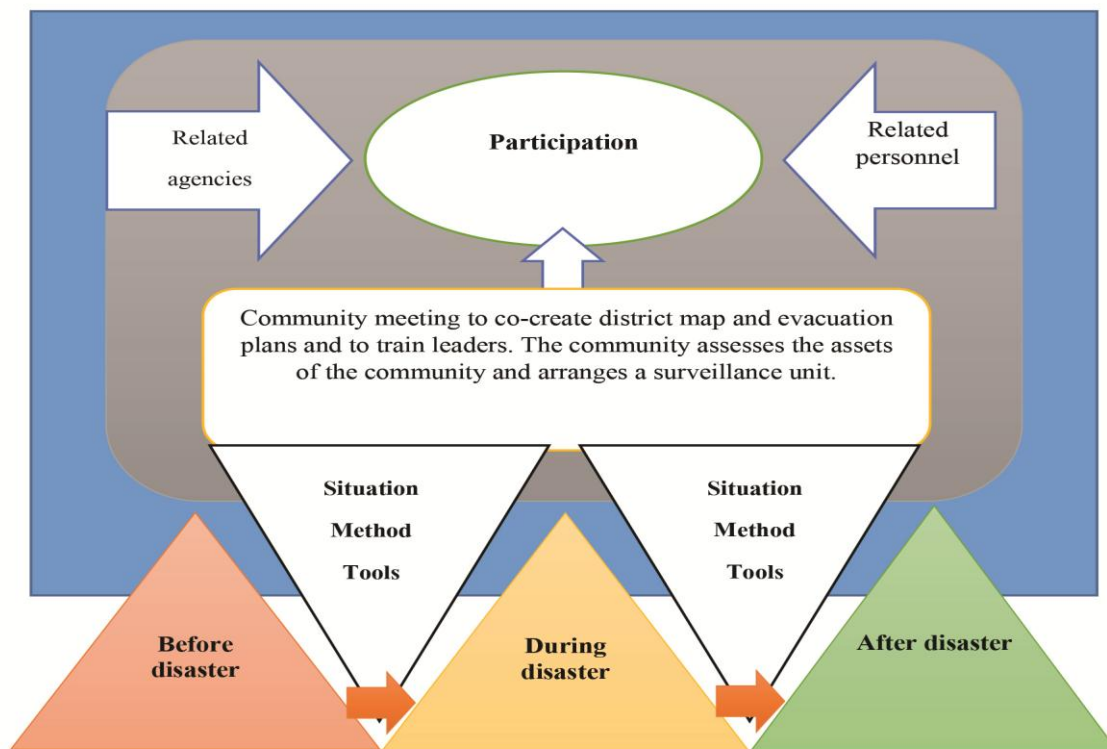 Related
agencies
Participation
Related
personnel
Community meeting to co-create district map and evacuation
plans and to train leaders. The community assesses the assets
of the community and arranges a surveillance unit.
Situation
Method
Tools
Situation
Method
Tools
Before
disaster
During
disaster
After disaster